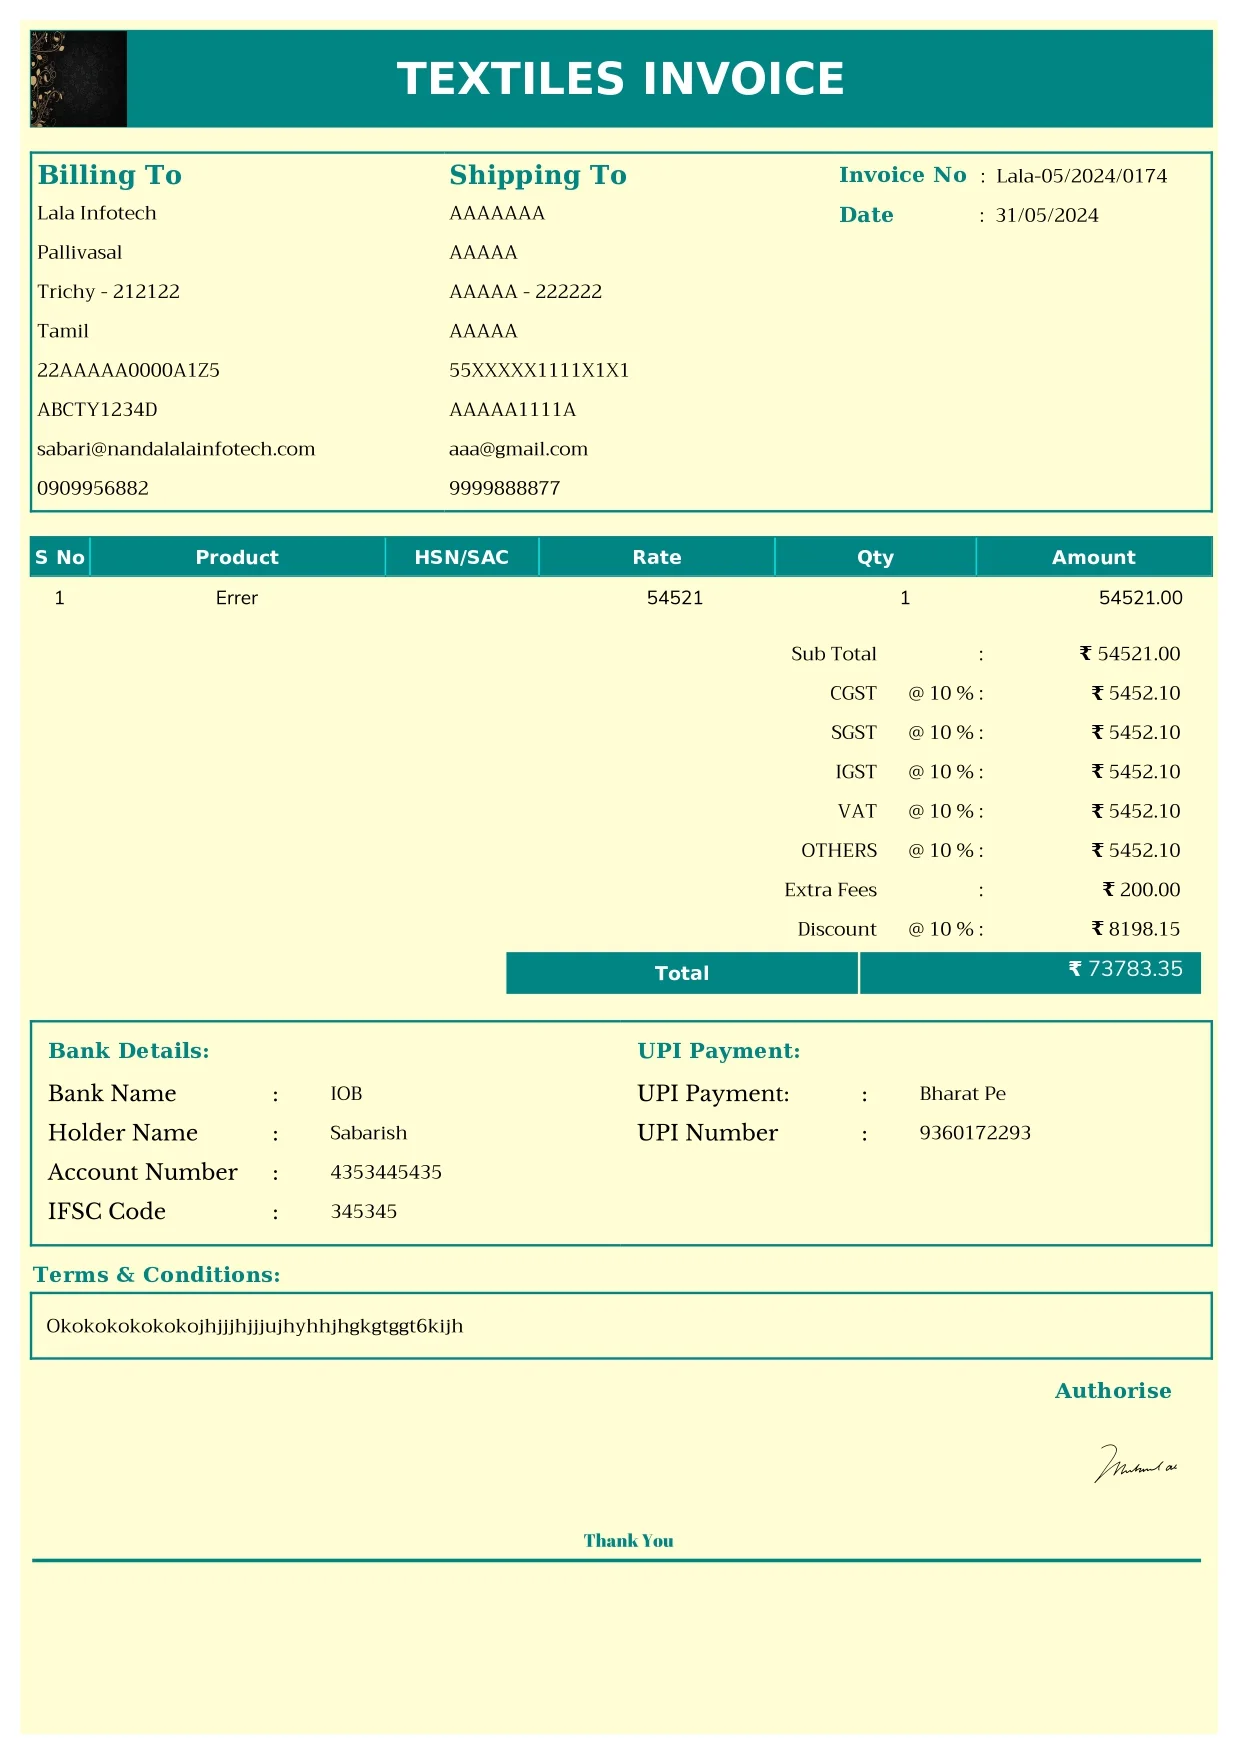 TEXTILES INVOICE
Billing To Shipping To Invoice No : Lala-05/2024/0174
Lala Infotech AAAAAAA Date : 31/05/2024
Pallivasal AAAAA
Trichy - 212122 AAAAA - 222222
Tamil AAAAA
22AAAAA0000A1Z5 55XXXXX1111X1X1
ABCTY1234D AAAAA1111A
sabari@nandalalainfotech.com aaa@gmail.com
0909956882 9999888877
S No Product HSN/SAC Rate Qty Amount
1 Errer 54521 1 54521.00
Sub Total : ₹ 54521.00
CGST @ 10 % : ₹ 5452.10
SGST @ 10 % : ₹ 5452.10
IGST @ 10 % : ₹ 5452.10
VAT @ 10 % : ₹ 5452.10
OTHERS @ 10 % : ₹ 5452.10
Extra Fees : ₹ 200.00
Discount @ 10 % : ₹ 8198.15
Total ₹ 73783.35
Bank Details: UPI Payment:
Bank Name : IOB UPI Payment: : Bharat Pe
Holder Name : Sabarish UPI Number : 9360172293
Account Number : 4353445435
IFSC Code : 345345
Terms & Conditions:
Okokokokokokojhjjjhjjjujhyhhjhgkgtggt6kijh
Authorise
Thank You